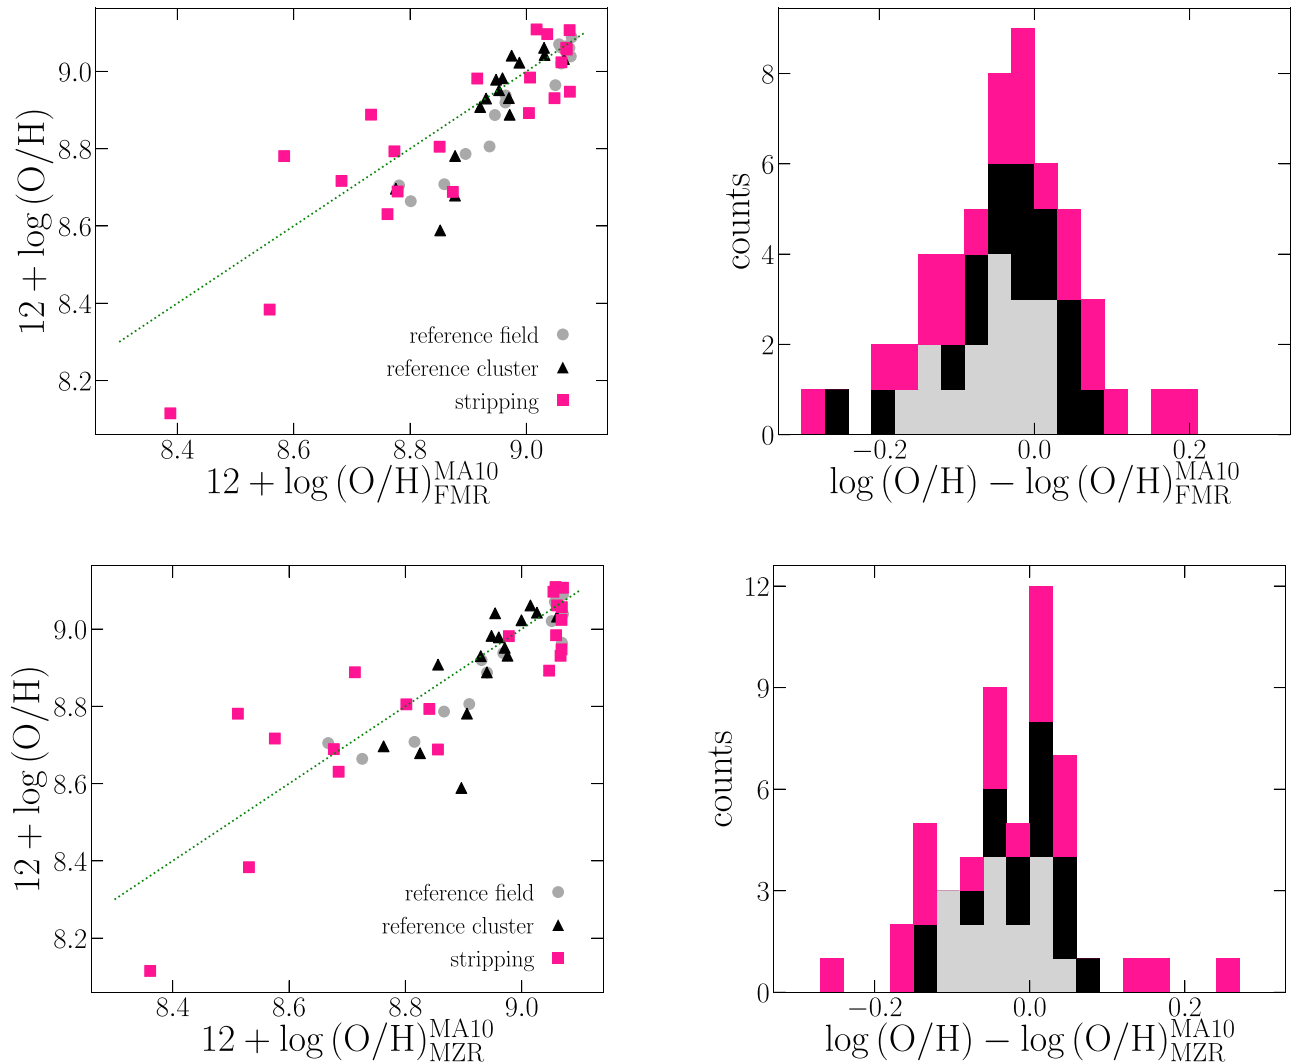 9.0
8.8
8.6
8.4
8.2
12 + log (O/H)
reference field
reference cluster
stripping
8.4 8.6 8.8 9.0
12 + log (O/H)^MA10_FMR
8
6
4
2
0
counts
−0.2 0.0 0.2
log (O/H) − log (O/H)^MA10_FMR
9.0
8.8
8.6
8.4
8.2
12 + log (O/H)
reference field
reference cluster
stripping
8.4 8.6 8.8 9.0
12 + log (O/H)^MA10_MZR
12
9
6
3
0
counts
−0.2 0.0 0.2
log (O/H) − log (O/H)^MA10_MZR